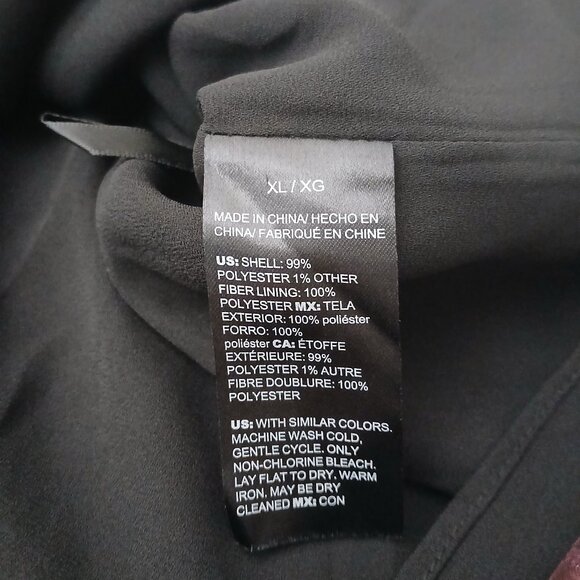 XL / XG
MADE IN CHINA/ HECHO EN
CHINA/ FABRIQUÉ EN CHINE
US: SHELL: 99%
POLYESTER 1% OTHER
FIBER LINING: 100%
POLYESTER MX: TELA
EXTERIOR: 100% poliéster
FORRO: 100%
poliéster CA: ÉTOFFE
EXTÉRIEURE: 99%
POLYESTER 1% AUTRE
FIBRE DOUBLURE: 100%
POLYESTER
US: WITH SIMILAR COLORS.
MACHINE WASH COLD,
GENTLE CYCLE. ONLY
NON-CHLORINE BLEACH.
LAY FLAT TO DRY. WARM
IRON. MAY BE DRY
CLEANED MX: CON